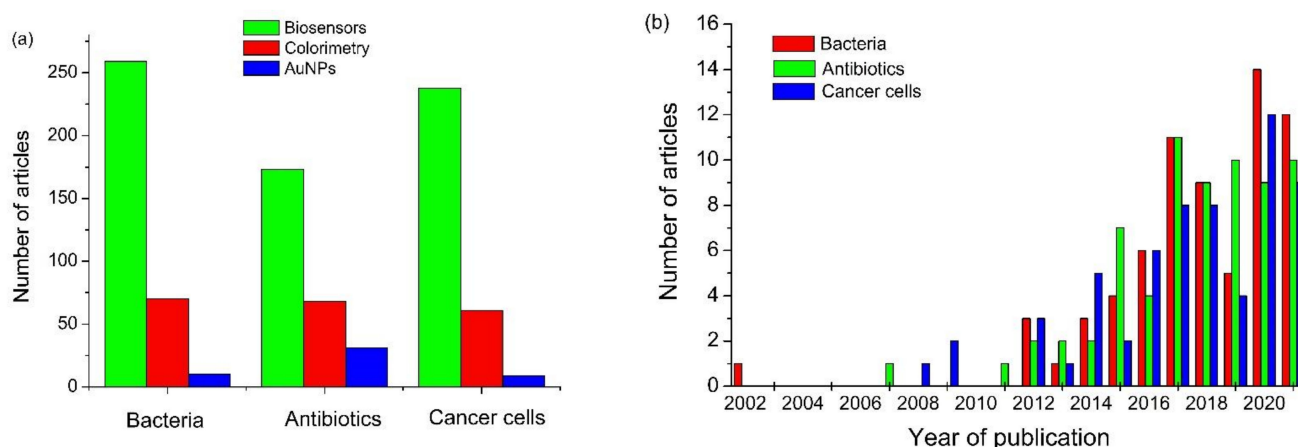 (a)
Biosensors
Colorimetry
AuNPs
Number of articles
250
200
150
100
50
0
Bacteria Antibiotics Cancer cells
(b)
Bacteria
Antibiotics
Cancer cells
Number of articles
16
14
12
10
8
6
4
2
0
2002 2004 2006 2008 2010 2012 2014 2016 2018 2020
Year of publication